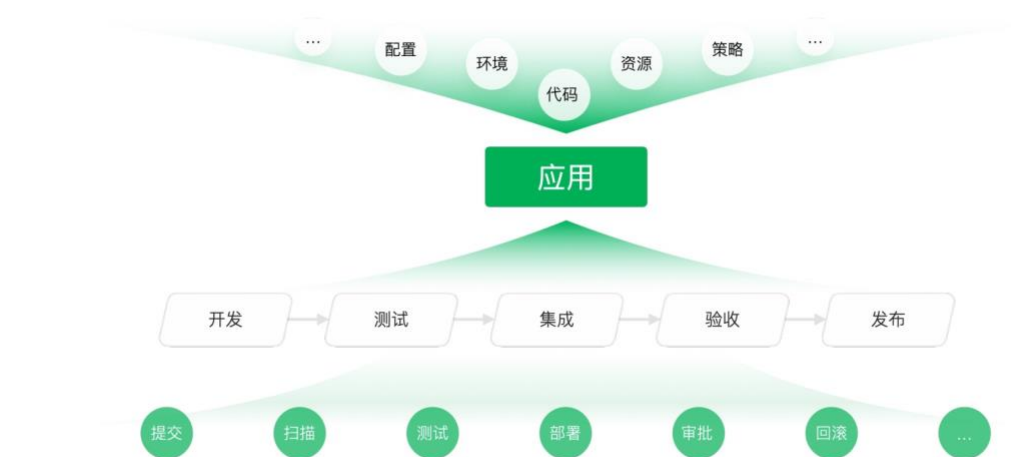 ... 配置 环境 代码 资源 策略 ...
应用
开发 测试 集成 验收 发布
提交 扫描 测试 部署 审批 回滚 ...